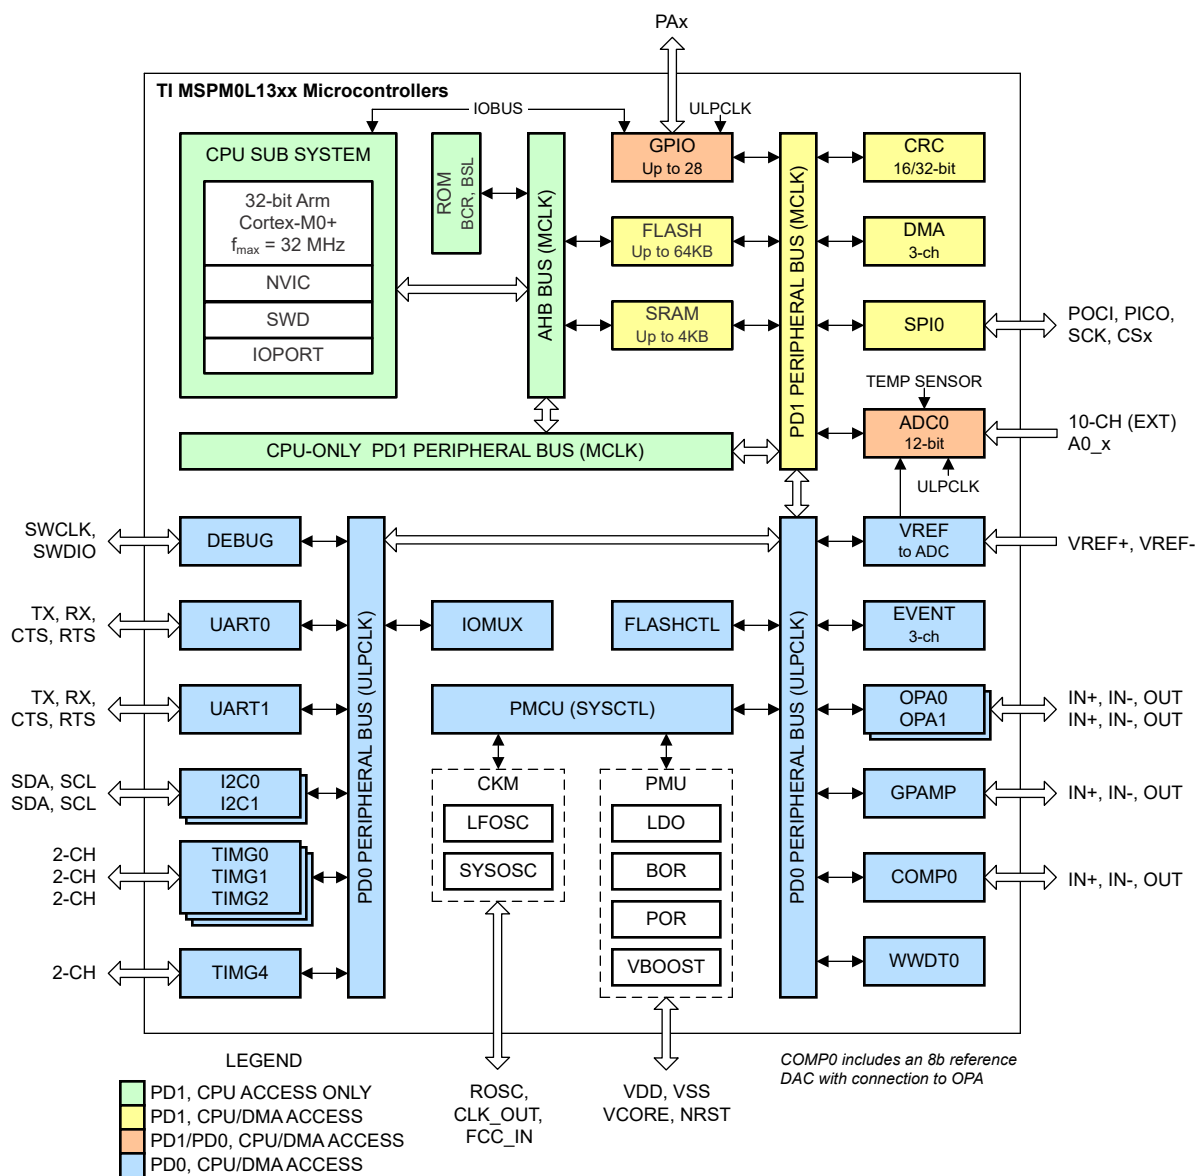 PAx
TI MSPM0L13xx Microcontrollers
IOBUS
ULPCLK
CPU SUB SYSTEM
32-bit Arm
Cortex-M0+
fmax = 32 MHz
NVIC
SWD
IOPORT
ROM
BCR, BSL
AHB BUS (MCLK)
GPIO
Up to 28
FLASH
Up to 64KB
SRAM
Up to 4KB
PD1 PERIPHERAL BUS (MCLK)
CRC
16/32-bit
DMA
3-ch
SPI0
POCI, PICO,
SCK, CSx
TEMP SENSOR
ADC0
12-bit
10-CH (EXT)
A0_x
ULPCLK
CPU-ONLY PD1 PERIPHERAL BUS (MCLK)
SWCLK,
SWDIO
DEBUG
VREF
to ADC
VREF+, VREF-
TX, RX,
CTS, RTS
UART0
PD0 PERIPHERAL BUS (ULPCLK)
IOMUX
FLASHCTL
PD0 PERIPHERAL BUS (ULPCLK)
EVENT
3-ch
TX, RX,
CTS, RTS
UART1
PMCU (SYSCTL)
OPA0
OPA1
IN+, IN-, OUT
IN+, IN-, OUT
SDA, SCL
SDA, SCL
I2C0
I2C1
CKM
LFOSC
SYSOSC
PMU
LDO
BOR
POR
VBOOST
GPAMP
IN+, IN-, OUT
2-CH
2-CH
2-CH
TIMG0
TIMG1
TIMG2
COMP0
IN+, IN-, OUT
2-CH
TIMG4
WWDT0
LEGEND
PD1, CPU ACCESS ONLY
PD1, CPU/DMA ACCESS
PD1/PD0, CPU/DMA ACCESS
PD0, CPU/DMA ACCESS
ROSC,
CLK_OUT,
FCC_IN
VDD, VSS
VCORE, NRST
COMP0 includes an 8b reference
DAC with connection to OPA